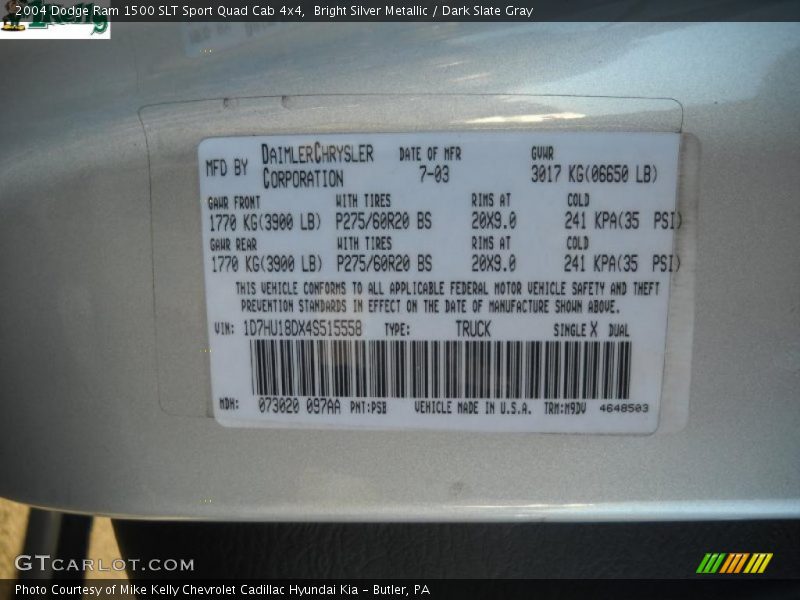 2004 Dodge Ram 1500 SLT Sport Quad Cab 4x4,  Bright Silver Metallic / Dark Slate Gray
MFD BY DAIMLERCHRYSLER CORPORATION DATE OF MFR 7-03 GVWR 3017 KG(06650 LB)
GAWR FRONT WITH TIRES RIMS AT COLD
1770 KG(3900 LB) P275/60R20 BS 20X9.0 241 KPA(35 PSI)
GAWR REAR WITH TIRES RIMS AT COLD
1770 KG(3900 LB) P275/60R20 BS 20X9.0 241 KPA(35 PSI)
THIS VEHICLE CONFORMS TO ALL APPLICABLE FEDERAL MOTOR VEHICLE SAFETY AND THEFT
PREVENTION STANDARDS IN EFFECT ON THE DATE OF MANUFACTURE SHOWN ABOVE.
VIN: 1D7HU18DX4S515558 TYPE: TRUCK SINGLE X DUAL
MDH: 073020 097AA PNT:PSB VEHICLE MADE IN U.S.A. TRM:M9DV 4648503
GTCARLOT.COM
Photo Courtesy of Mike Kelly Chevrolet Cadillac Hyundai Kia – Butler, PA